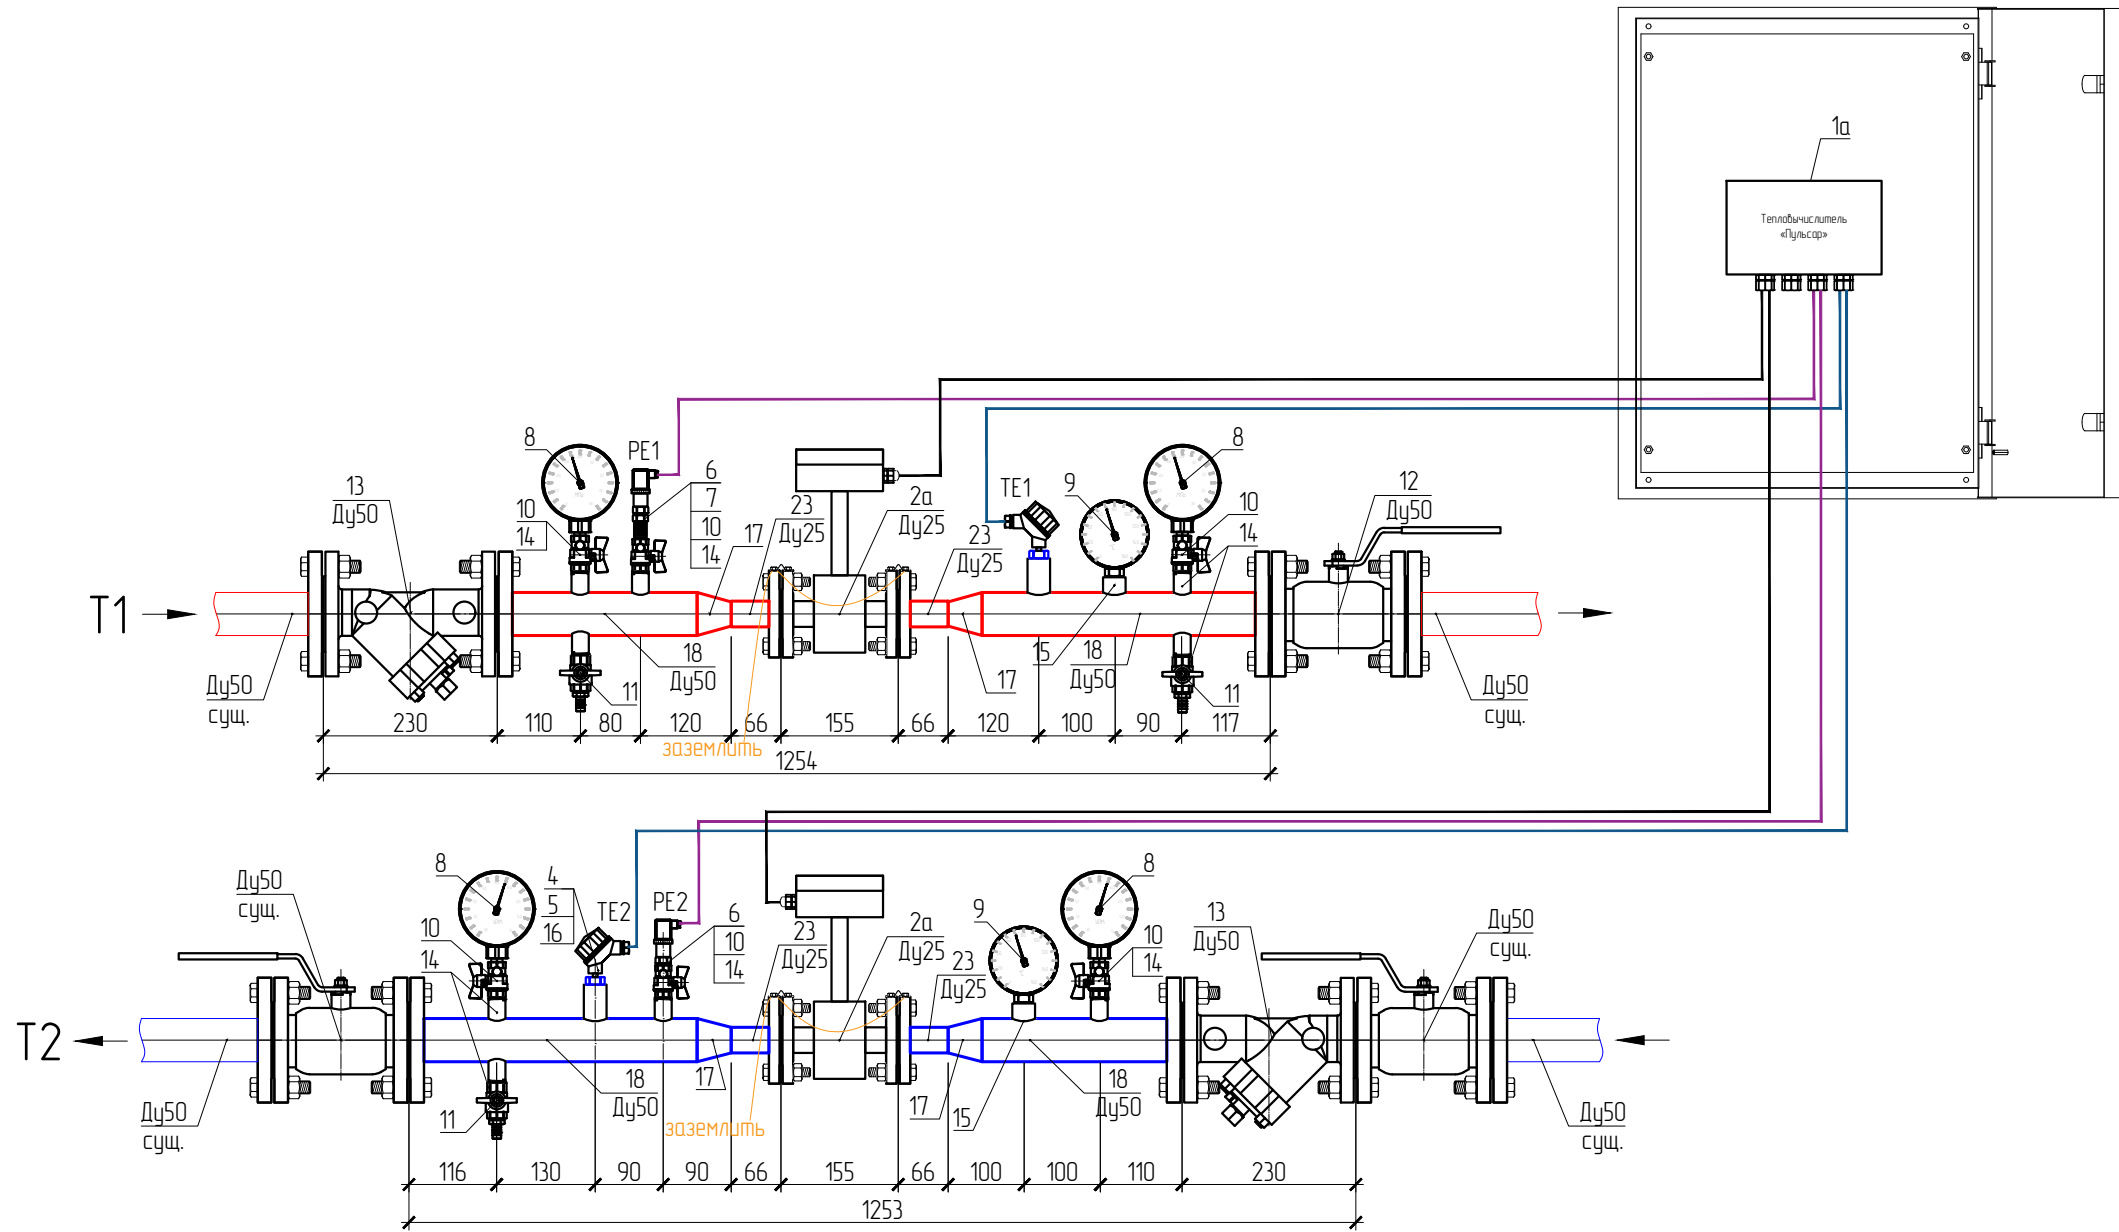 1а
Тепловычислитель
«Пульсар»
8
PE1
6
7
10
14
13
Ду50
10
14
17
23
Ду25
2а
Ду25
23
Ду25
TE1
9
8
10
14
12
Ду50
T1
Ду50
сущ.
18
Ду50
11
15
18
Ду50
17
11
Ду50
сущ.
230
110
80
120
66
155
66
120
100
90
117
заземлить
1254
Ду50
сущ.
8
4
5
16
TE2
PE2
6
10
14
10
14
23
Ду25
2а
Ду25
23
Ду25
9
8
10
14
13
Ду50
Ду50
сущ.
T2
Ду50
сущ.
11
18
Ду50
17
заземлить
17
15
18
Ду50
Ду50
сущ.
116
130
90
90
66
155
66
100
100
110
230
1253